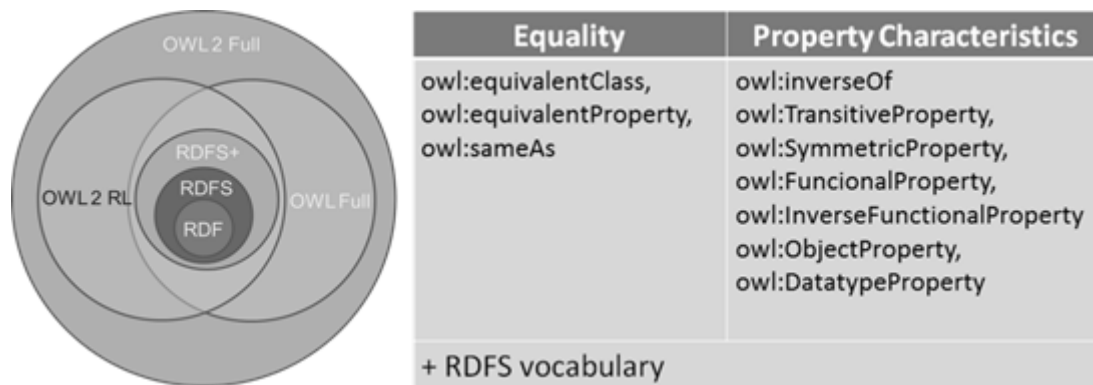 OWL 2 Full
RDFS+
RDFS
OWL 2 RL
OWL Full
RDF
Equality
Property Characteristics
owl:equivalentClass,
owl:equivalentProperty,
owl:sameAs
owl:inverseOf
owl:TransitiveProperty,
owl:SymmetricProperty,
owl:FuncionalProperty,
owl:InverseFunctionalProperty
owl:ObjectProperty,
owl:DatatypeProperty
+ RDFS vocabulary